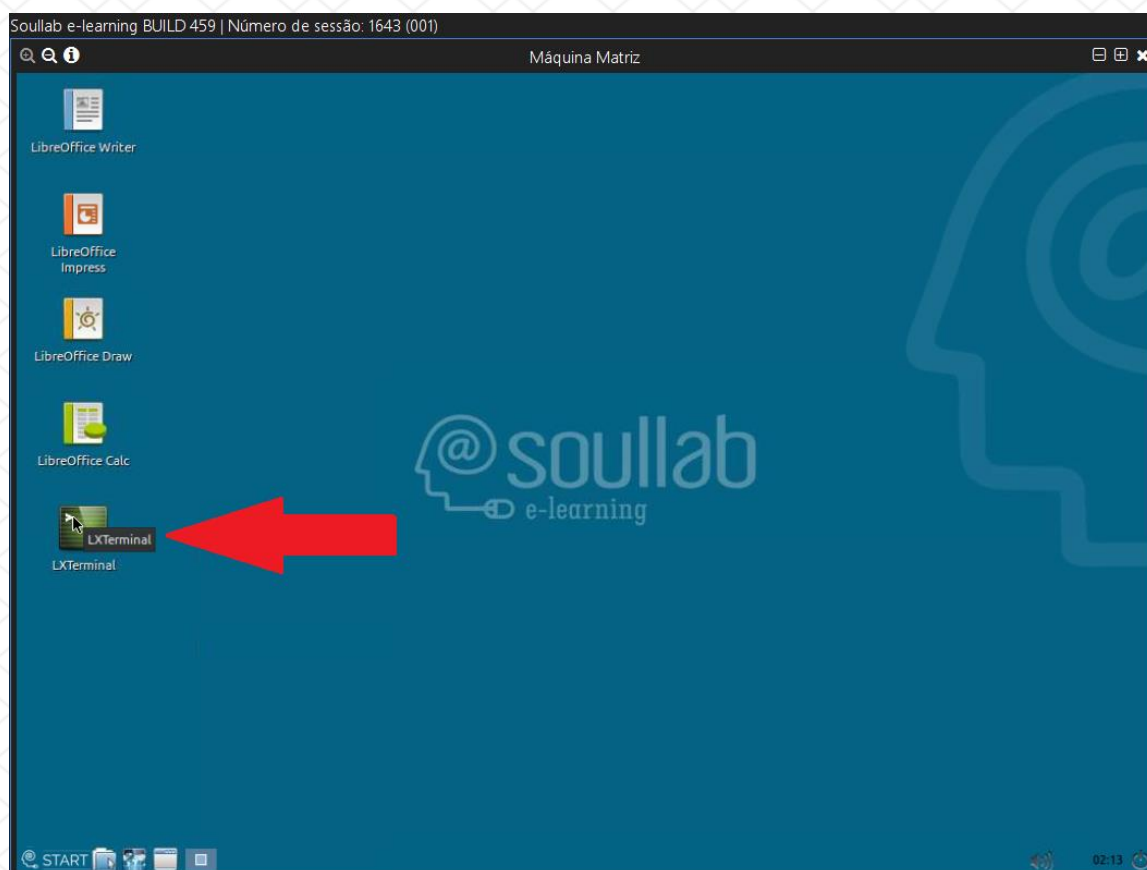 Soullab e-learning BUILD 459 | Número de sessão: 1643 (001)
Máquina Matriz
LibreOffice Writer
LibreOffice
Impress
LibreOffice Draw
LibreOffice Calc
LXTerminal
LXTerminal
@soullab
e-learning
START
02:13